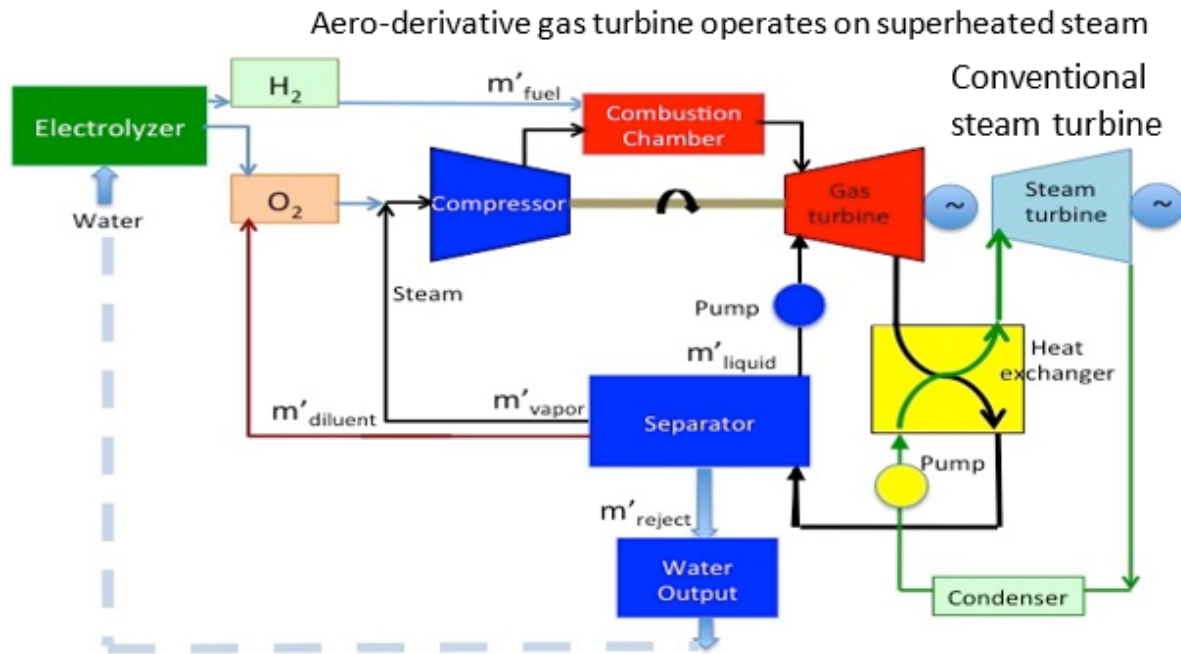 Aero-derivative gas turbine operates on superheated steam
Conventional
steam turbine
H2
m'fuel
Electrolyzer
Combustion
Chamber
O2
Compressor
Gas
turbine
~
Steam
turbine
~
Water
Steam
Pump
m'liquid
Heat
exchanger
m'diluent
m'vapor
Separator
Pump
m'reject
Water
Output
Condenser